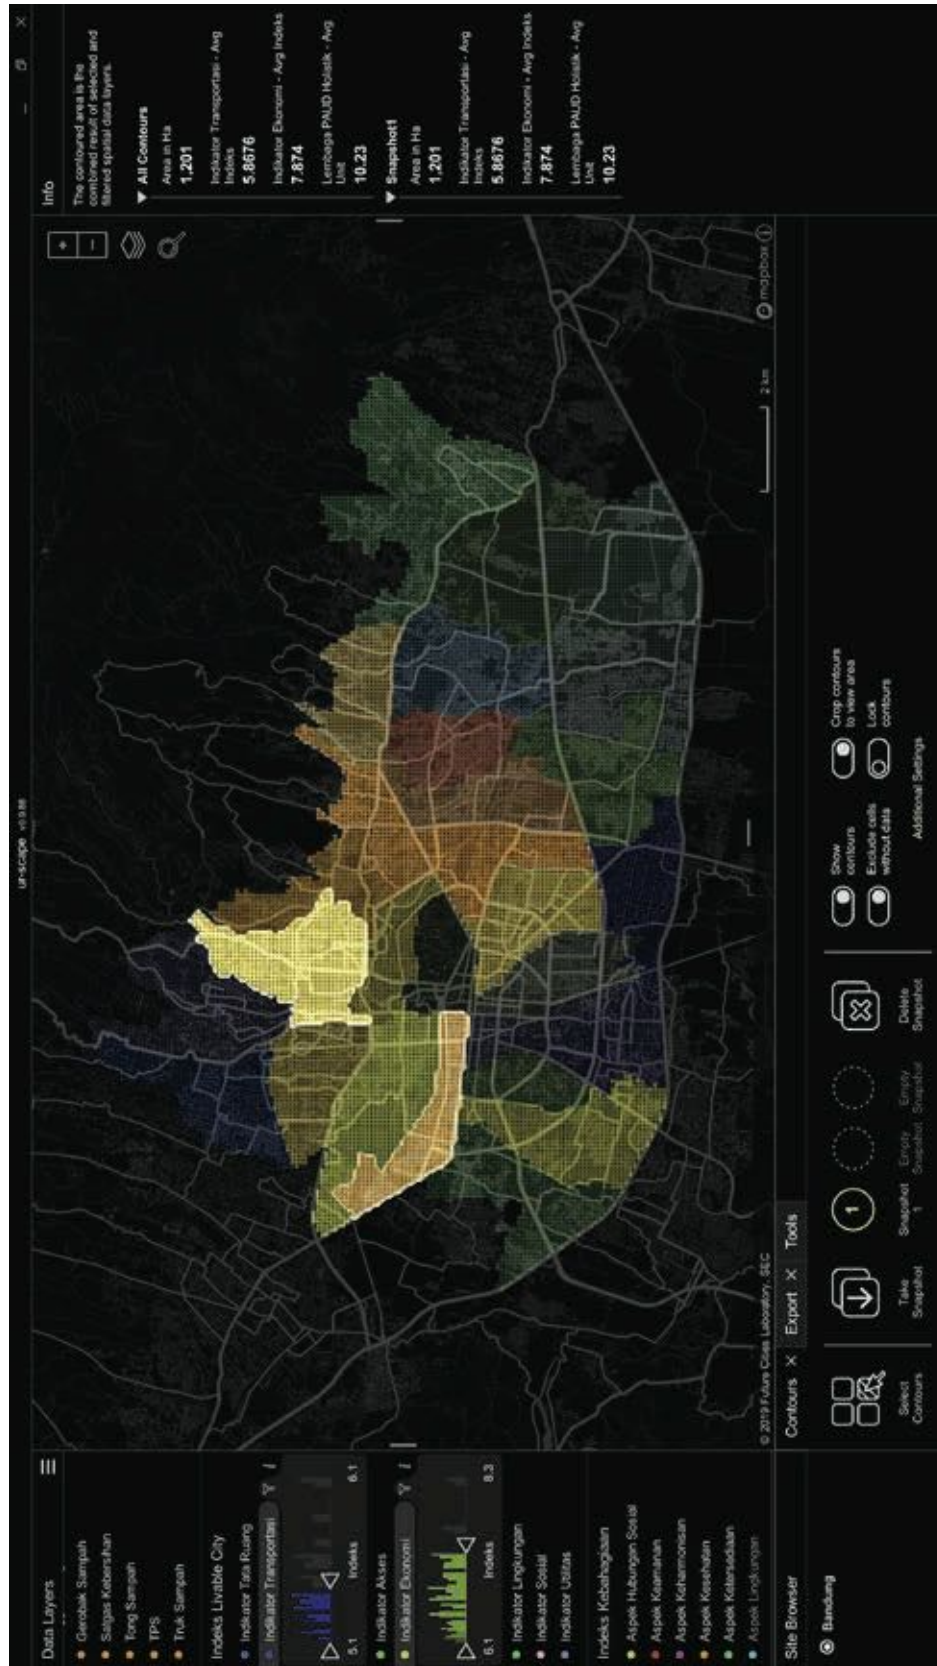 ur-scape v0.9.88
Data Layers
Gerobak Sampah
Satgas Kebersihan
Tong Sampah
TPS
Truk Sampah
Indeks Livable City
Indikator Tata Ruang
Indikator Transportasi
5.1 Indeks 6.1
Indikator Akses
Indikator Ekonomi
6.1 Indeks 8.3
Indikator Lingkungan
Indikator Sosial
Indikator Utilitas
Indeks Kebahagiaan
Aspek Hubungan Sosial
Aspek Keamanan
Aspek Keharmonisan
Aspek Kesehatan
Aspek Ketersediaan
Aspek Lingkungan
Site Browser
Bandung
© 2019 Future Cities Laboratory, SEC
2 km
mapbox
Contours × Export × Tools
Select
Contours
Take
Snapshot
1
Snapshot
1
Empty
Snapshot
Empty
Snapshot
Delete
Snapshot
Show
contours
Exclude cells
without data
Crop contours
to view area
Lock
contours
Additional Settings
Info
The contoured area is the
combined result of selected and
filtered spatial data layers.
All Contours
Area in Ha
1,201
Indikator Transportasi - Avg
Indeks
5.8676
Indikator Ekonomi - Avg Indeks
7.874
Lembaga PAUD Holistik - Avg
Unit
10.23
Snapshot1
Area in Ha
1,201
Indikator Transportasi - Avg
Indeks
5.8676
Indikator Ekonomi - Avg Indeks
7.874
Lembaga PAUD Holistik - Avg
Unit
10.23